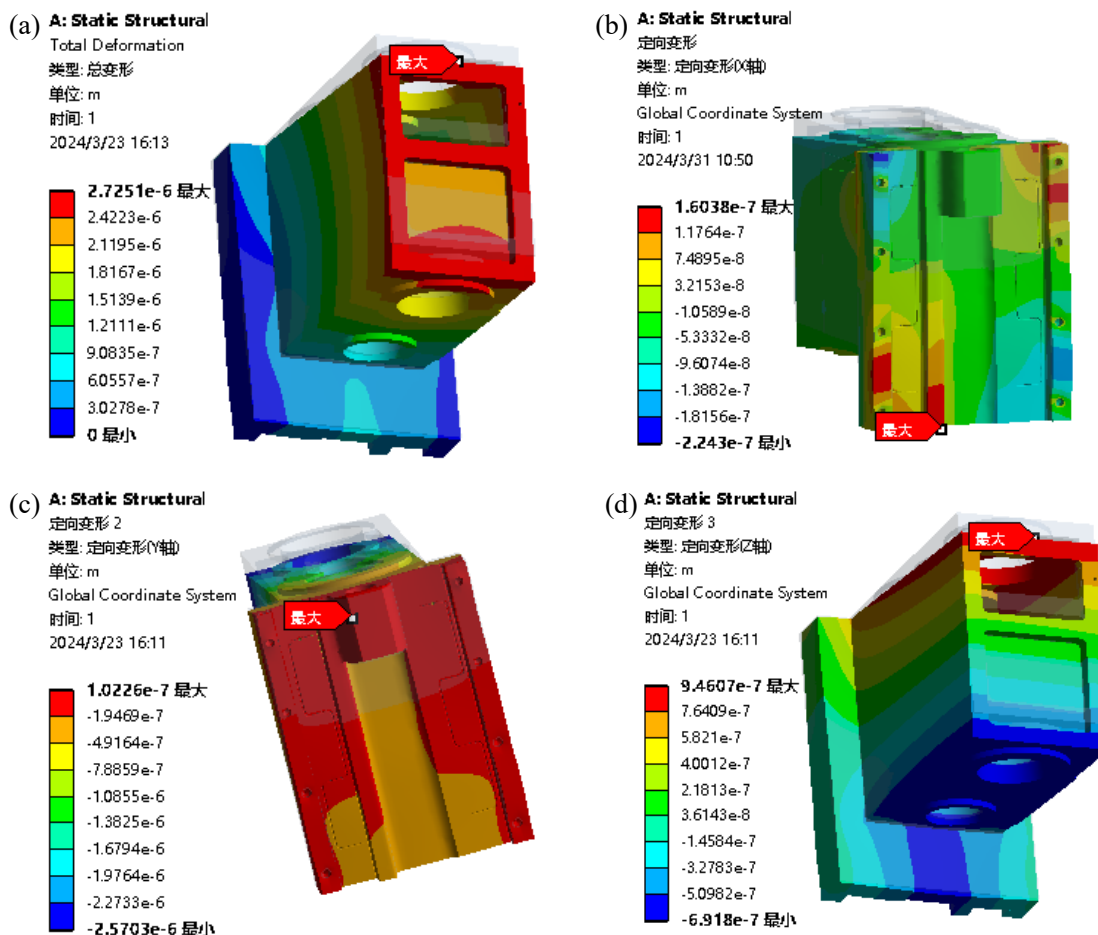 (a)
A: Static Structural
Total Deformation
类型: 总变形
单位: m
时间: 1
2024/3/23 16:13
最大
2.7251e-6 最大
2.4223e-6
2.1195e-6
1.8167e-6
1.5139e-6
1.2111e-6
9.0835e-7
6.0557e-7
3.0278e-7
0 最小
(b)
A: Static Structural
定向变形
类型: 定向变形(X轴)
单位: m
Global Coordinate System
时间: 1
2024/3/31 10:50
1.6038e-7 最大
1.1764e-7
7.4895e-8
3.2153e-8
-1.0589e-8
-5.3332e-8
-9.6074e-8
-1.3882e-7
-1.8156e-7
-2.243e-7 最小
最大
(c)
A: Static Structural
定向变形 2
类型: 定向变形(Y轴)
单位: m
Global Coordinate System
时间: 1
2024/3/23 16:11
最大
1.0226e-7 最大
-1.9469e-7
-4.9164e-7
-7.8859e-7
-1.0855e-6
-1.3825e-6
-1.6794e-6
-1.9764e-6
-2.2733e-6
-2.5703e-6 最小
(d)
A: Static Structural
定向变形 3
类型: 定向变形(Z轴)
单位: m
Global Coordinate System
时间: 1
2024/3/23 16:11
最大
9.4607e-7 最大
7.6409e-7
5.821e-7
4.0012e-7
2.1813e-7
3.6143e-8
-1.4584e-7
-3.2783e-7
-5.0982e-7
-6.918e-7 最小